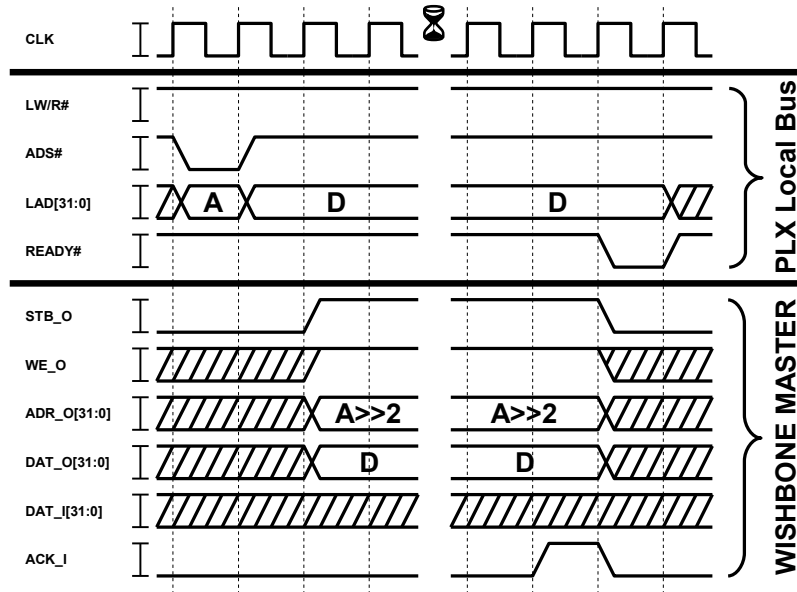 CLK
LW/R#
ADS#
LAD[31:0] A D D
READY#
PLX Local Bus
STB_O
WE_O
ADR_O[31:0] A>>2 A>>2
DAT_O[31:0] D D
DAT_I[31:0]
ACK_I
WISHBONE MASTER